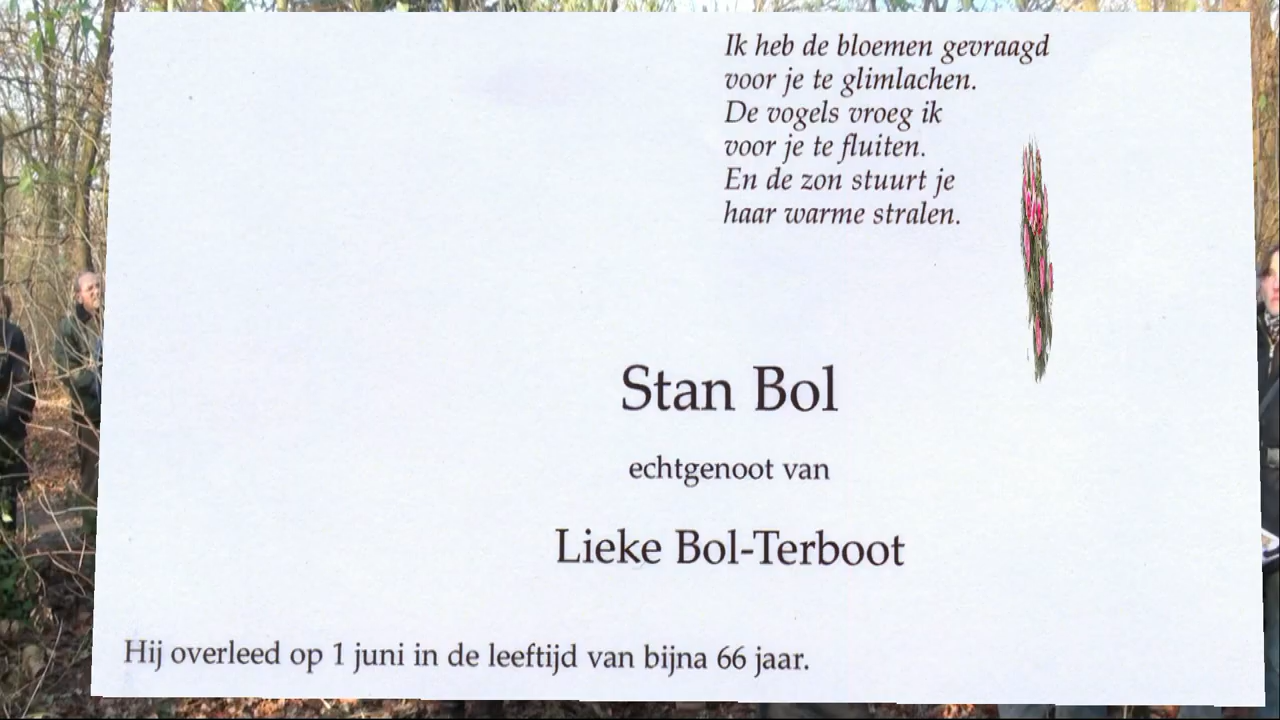 Ik heb de bloemen gevraagd
voor je te glimlachen.
De vogels vroeg ik
voor je te fluiten.
En de zon stuurt je
haar warme stralen.
Stan Bol
echtgenoot van
Lieke Bol-Terboot
Hij overleed op 1 juni in de leeftijd van bijna 66 jaar.